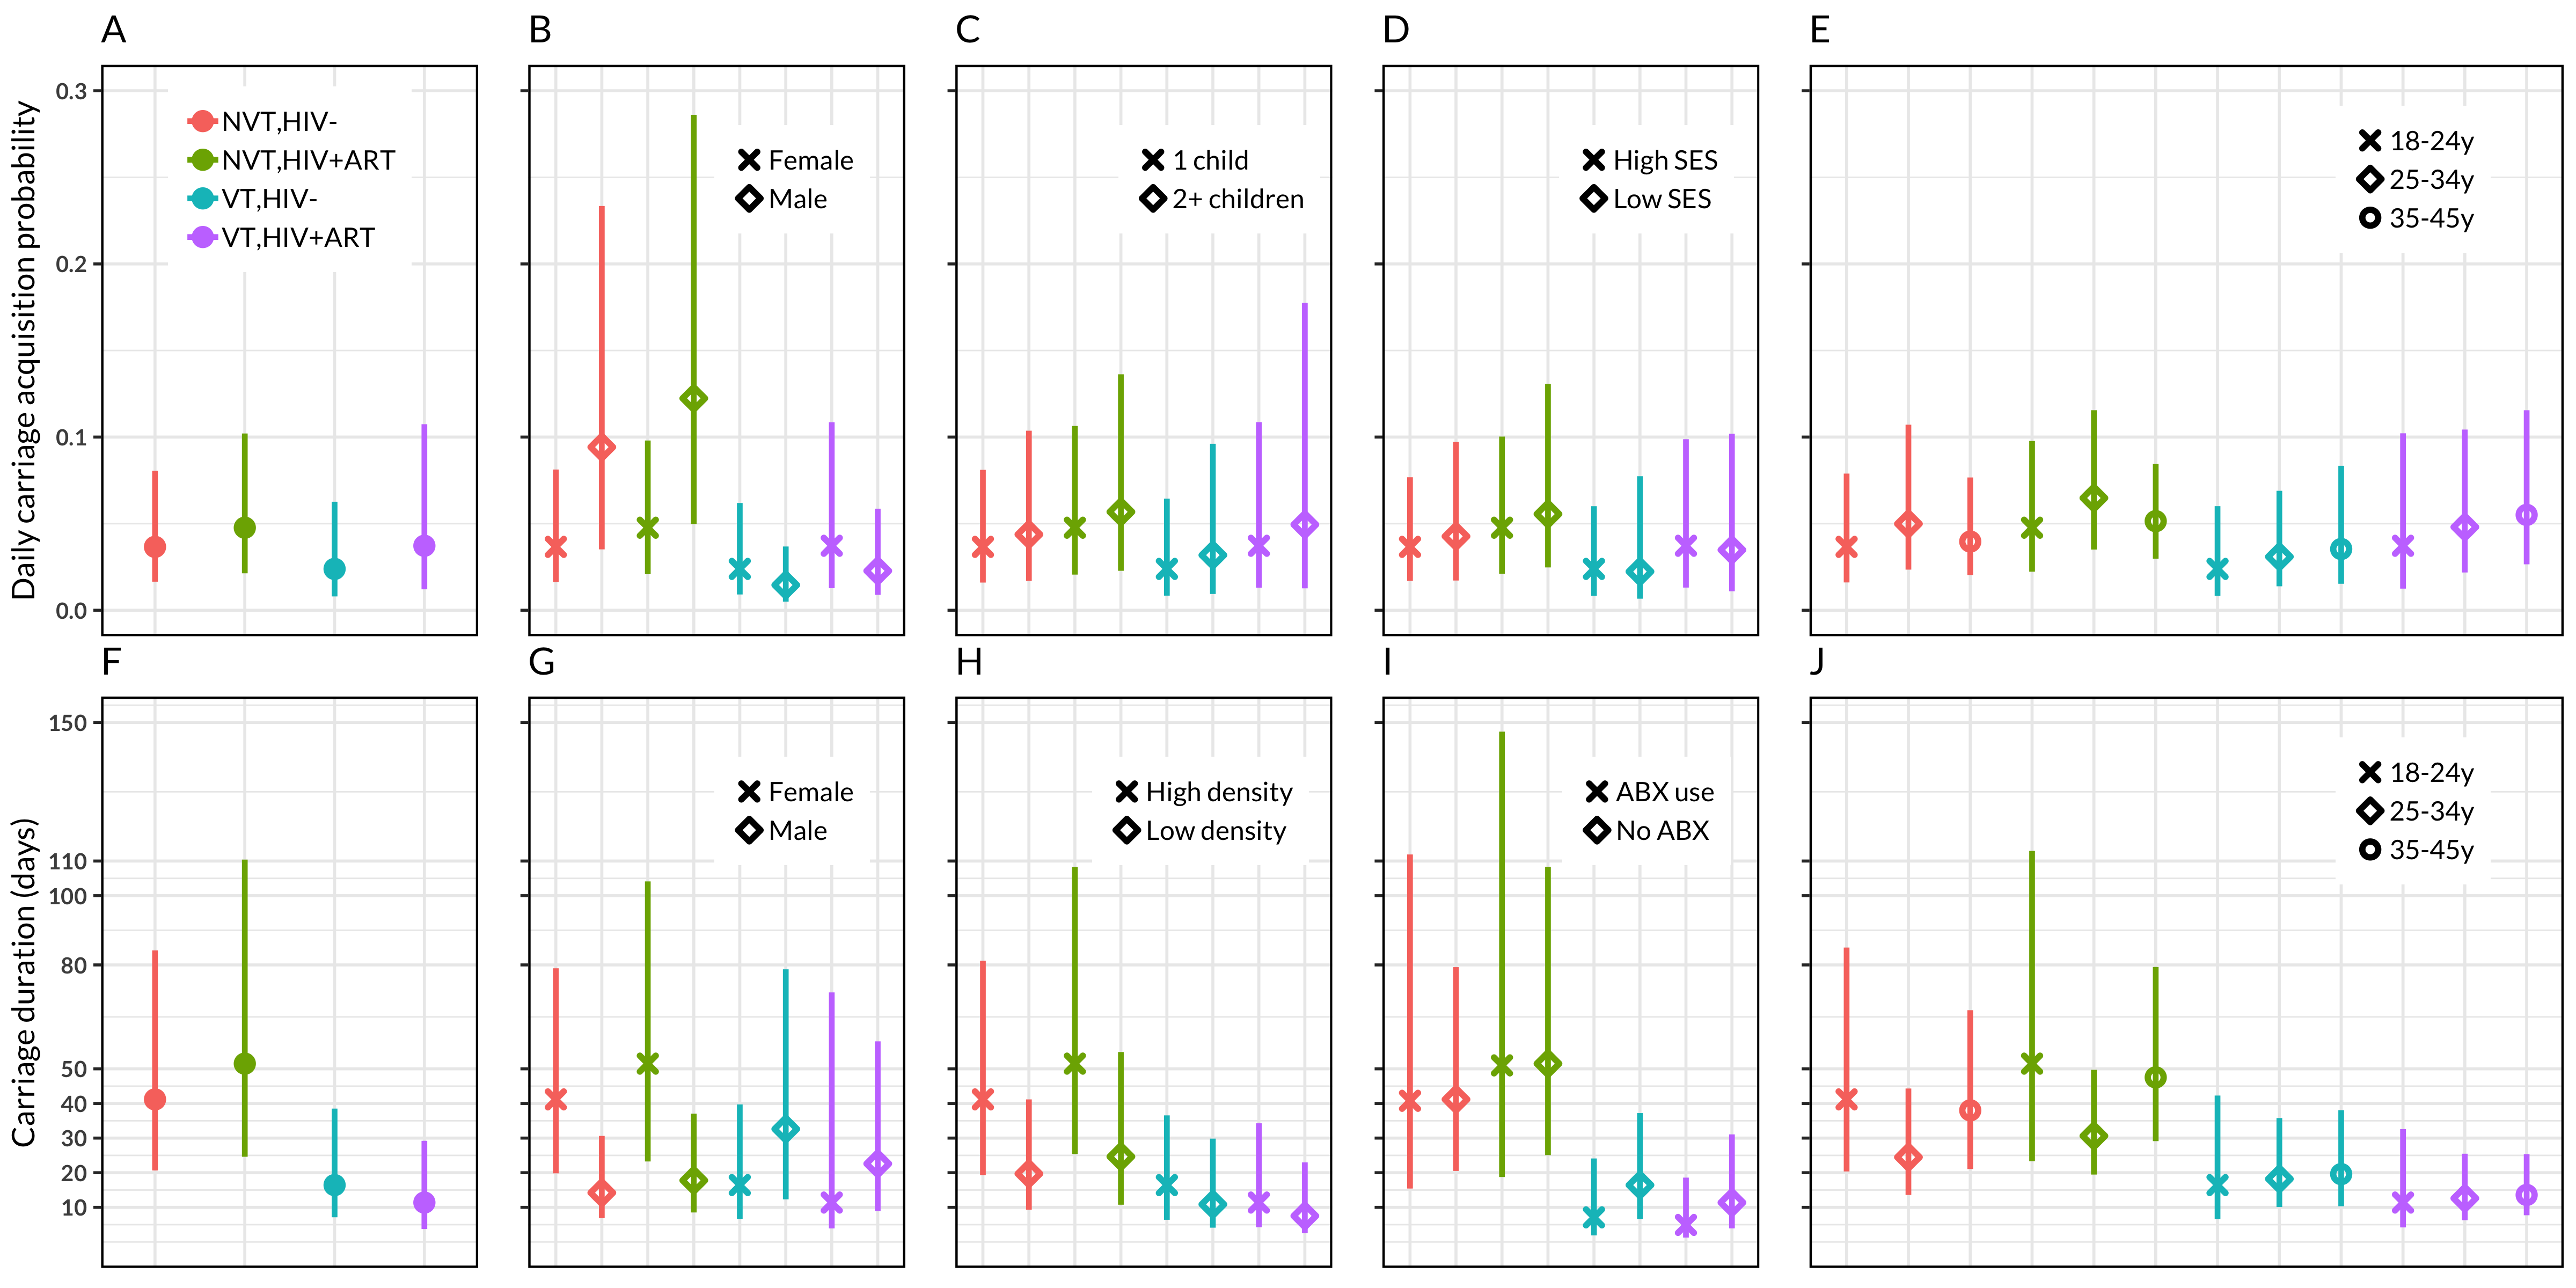 A
B
C
D
E
Daily carriage acquisition probability
0.3
0.2
0.1
0.0
NVT,HIV-
NVT,HIV+ART
VT,HIV-
VT,HIV+ART
Female
Male
1 child
2+ children
High SES
Low SES
18-24y
25-34y
35-45y
F
G
H
I
J
Carriage duration (days)
150
110
100
80
50
40
30
20
10
Female
Male
High density
Low density
ABX use
No ABX
18-24y
25-34y
35-45y